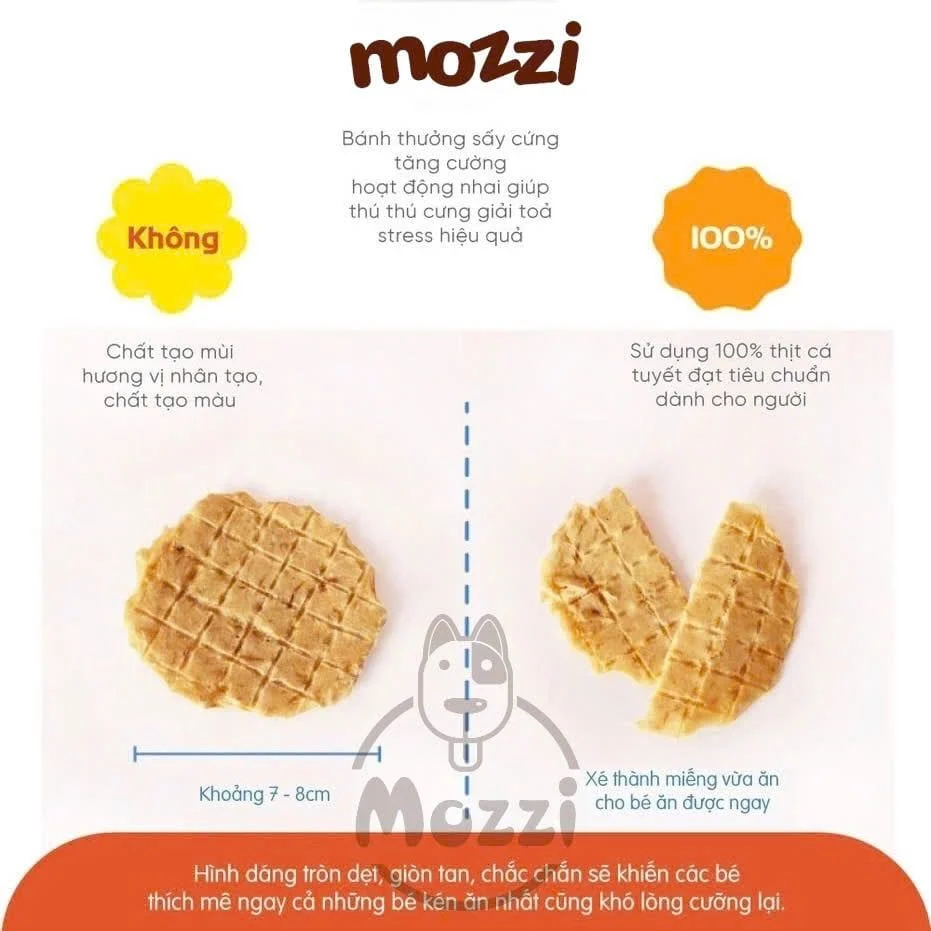 mozzi
Bánh thưởng sấy cứng
tăng cường
hoạt động nhai giúp
thú thú cưng giải toả
stress hiệu quả
Không
100%
Chất tạo mùi
hương vị nhân tạo,
chất tạo màu
Sử dụng 100% thịt cá
tuyết đạt tiêu chuẩn
dành cho người
Khoảng 7 - 8cm
Xé thành miếng vừa ăn
cho bé ăn được ngay
Mozzi
Hình dáng tròn dẹt, giòn tan, chắc chắn sẽ khiến các bé
thích mê ngay cả những bé kén ăn nhất cũng khó lòng cưỡng lại.